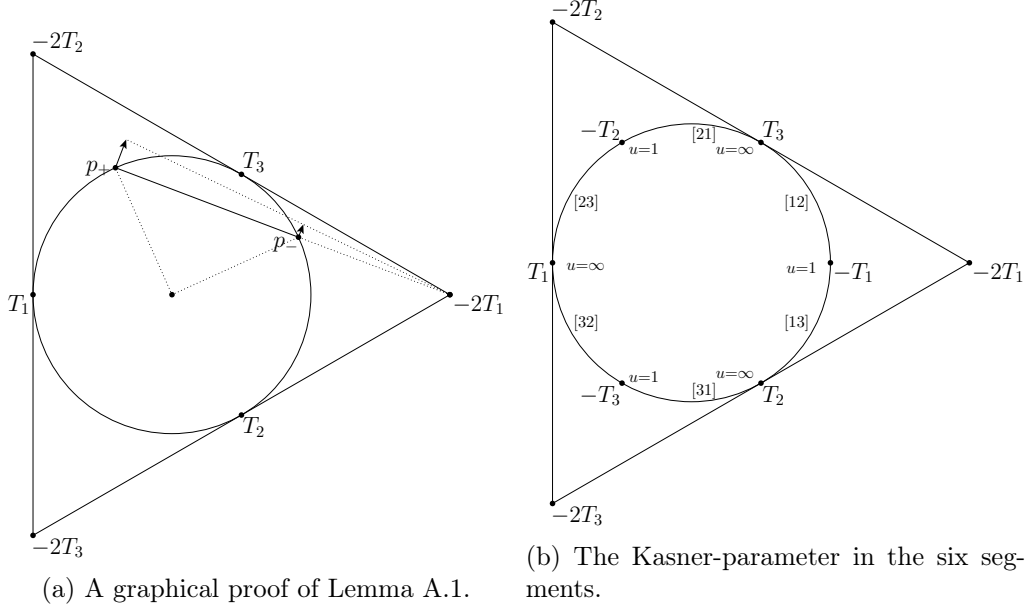 −2T₂
T₃
p₊
p₋
T₁
−2T₁
T₂
−2T₃
(a) A graphical proof of Lemma A.1.
−2T₂
−T₂
[21]
T₃
u=1
u=∞
[23]
[12]
T₁
u=∞
u=1
−T₁
−2T₁
[32]
[13]
u=1
u=∞
−T₃
[31]
T₂
−2T₃
(b) The Kasner-parameter in the six seg-
ments.